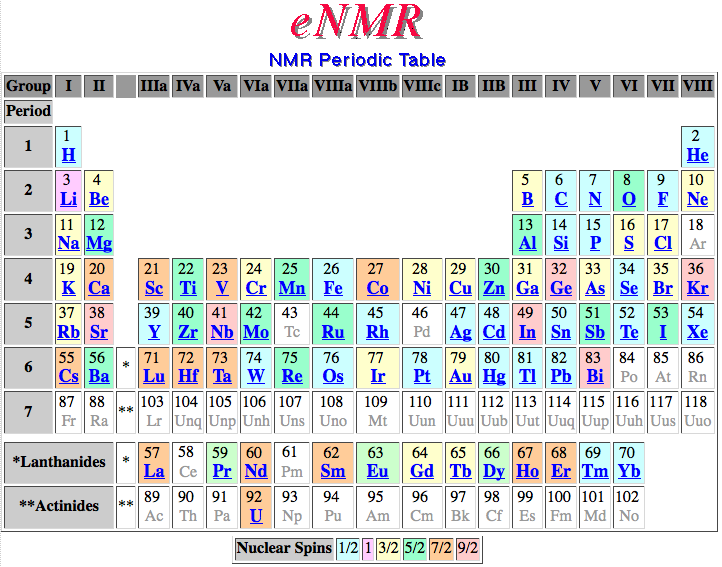 eNMR
NMR Periodic Table
Group I II IIIa IVa Va VIa VIIa VIIIa VIIIb VIIIc IB IIB III IV V VI VII VIII
Period
1 2
1 H He
3 4 5 6 7 8 9 10
2 Li Be B C N O F Ne
11 12 13 14 15 16 17 18
3 Na Mg Al Si P S Cl Ar
19 20 21 22 23 24 25 26 27 28 29 30 31 32 33 34 35 36
4 K Ca Sc Ti V Cr Mn Fe Co Ni Cu Zn Ga Ge As Se Br Kr
37 38 39 40 41 42 43 44 45 46 47 48 49 50 51 52 53 54
5 Rb Sr Y Zr Nb Mo Tc Ru Rh Pd Ag Cd In Sn Sb Te I Xe
55 56 71 72 73 74 75 76 77 78 79 80 81 82 83 84 85 86
6 Cs Ba * Lu Hf Ta W Re Os Ir Pt Au Hg Tl Pb Bi Po At Rn
87 88 103 104 105 106 107 108 109 110 111 112 113 114 115 116 117 118
7 Fr Ra ** Lr Unq Unp Unh Uns Uno Mt Uun Uuu Uub Uut Uuq Uup Uuh Uus Uuo
57 58 59 60 61 62 63 64 65 66 67 68 69 70
*Lanthanides * La Ce Pr Nd Pm Sm Eu Gd Tb Dy Ho Er Tm Yb
89 90 91 92 93 94 95 96 97 98 99 100 101 102
**Actinides ** Ac Th Pa U Np Pu Am Cm Bk Cf Es Fm Md No
Nuclear Spins 1/2 1 3/2 5/2 7/2 9/2